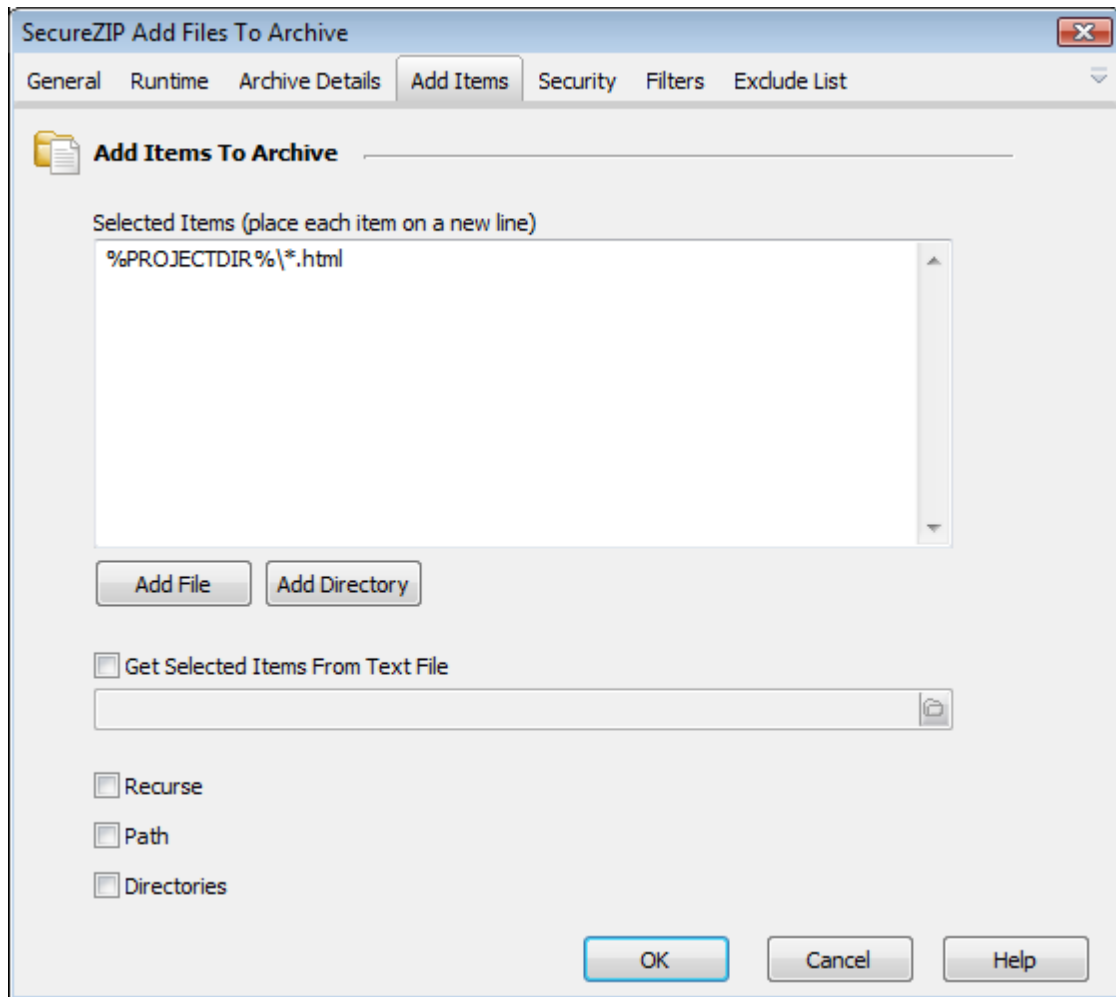 SecureZIP Add Files To Archive
General Runtime Archive Details Add Items Security Filters Exclude List
Add Items To Archive
Selected Items (place each item on a new line)
%PROJECTDIR%\*.html
Add File Add Directory
Get Selected Items From Text File
Recurse
Path
Directories
OK Cancel Help